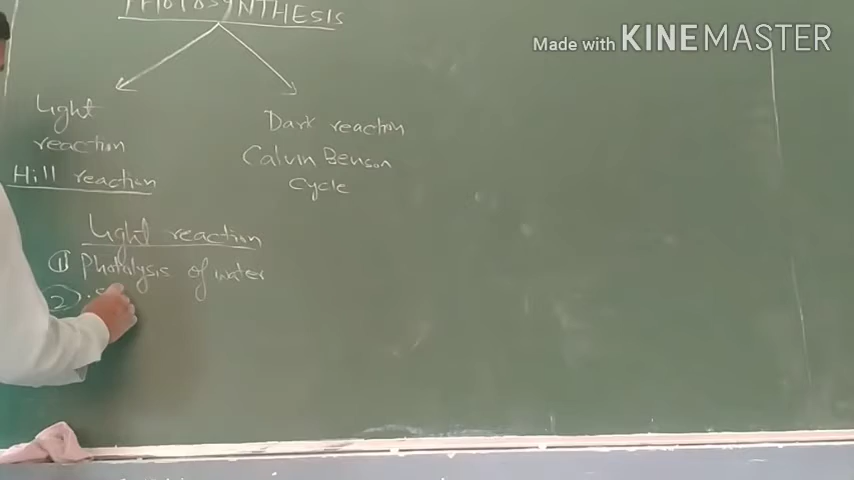 PHOTOSYNTHESIS
Made with KINEMASTER
Light
reaction
Hill reaction
Dark reaction
Calvin Benson
Cycle
Light reaction
① Photolysis of water
②